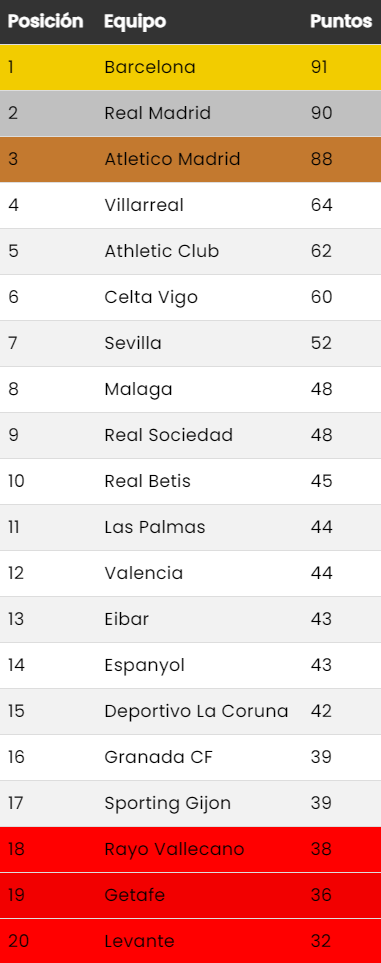 Posición Equipo Puntos
1 Barcelona 91
2 Real Madrid 90
3 Atletico Madrid 88
4 Villarreal 64
5 Athletic Club 62
6 Celta Vigo 60
7 Sevilla 52
8 Malaga 48
9 Real Sociedad 48
10 Real Betis 45
11 Las Palmas 44
12 Valencia 44
13 Eibar 43
14 Espanyol 43
15 Deportivo La Coruna 42
16 Granada CF 39
17 Sporting Gijon 39
18 Rayo Vallecano 38
19 Getafe 36
20 Levante 32